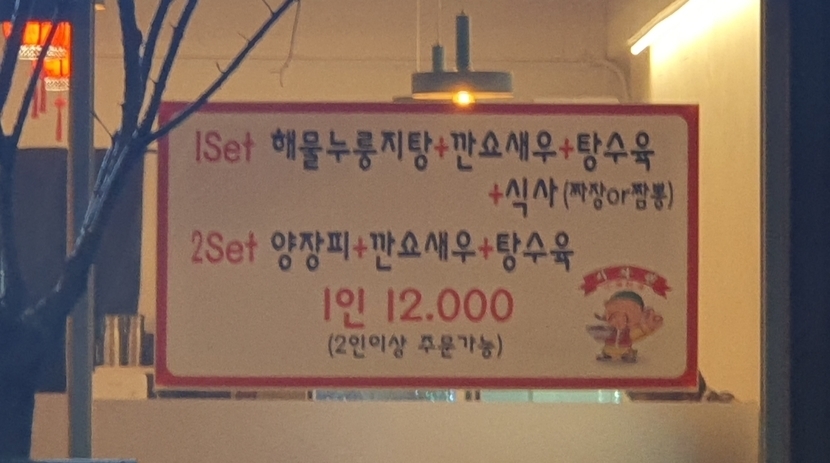 1Set 해물누룽지탕+깐쇼새우+탕수육
+식사(짜장or짬뽕)
2Set 양장피+깐쇼새우+탕수육
1인 12.000
(2인이상 주문가능)